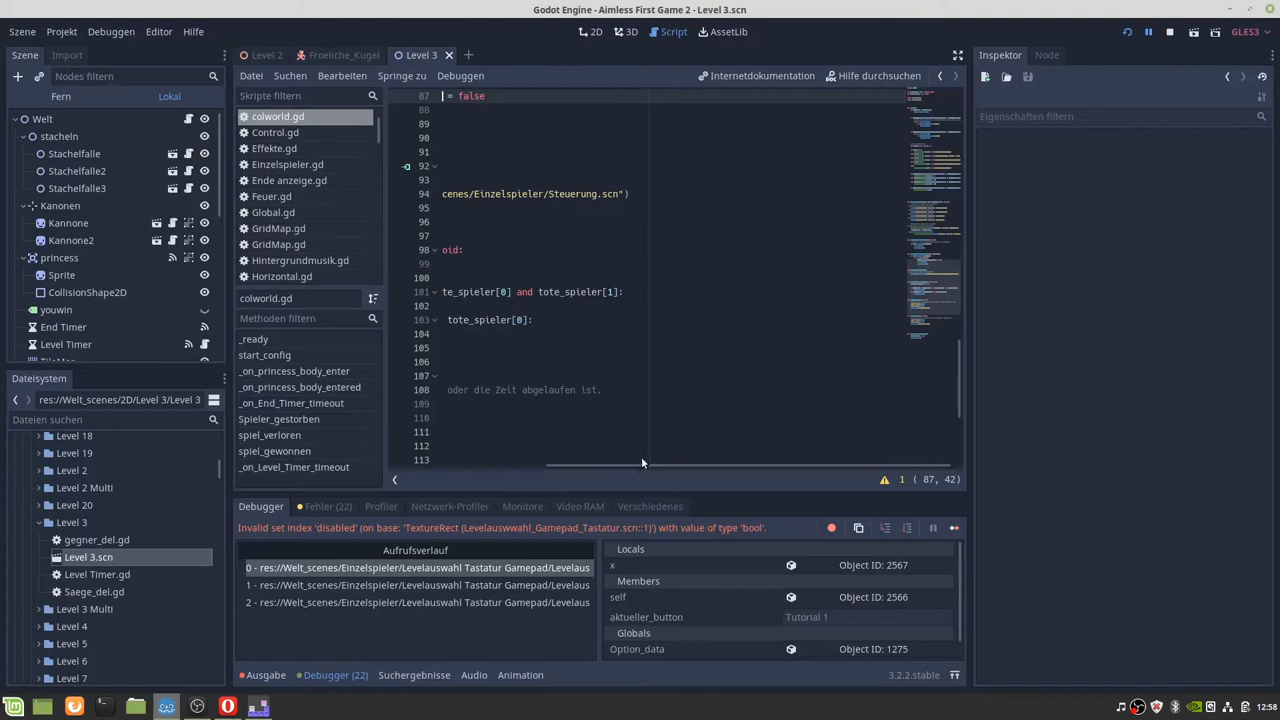 Godot Engine - Aimless First Game 2 - Level 3.scn
Szene Projekt Debuggen Editor Hilfe
2D 3D Script AssetLib
GLES3
Szene Import
Nodes filtern
Fern Lokal
Welt
stacheln
Stachelfalle
Stachelfalle2
Stachelfalle3
Kanonen
Kannone
Kannone2
princess
Sprite
CollisionShape2D
youwin
End Timer
Level Timer
Dateisystem
res://Welt_scenes/2D/Level 3/Level 3
Dateien suchen
Level 18
Level 19
Level 2
Level 2 Multi
Level 20
Level 3
gegner_del.gd
Level 3.scn
Level Timer.gd
Saege_del.gd
Level 3 Multi
Level 4
Level 5
Level 6
Level 7
Level 2 Froeliche_Kugel Level 3
Datei Suchen Bearbeiten Springe zu Debuggen
Internetdokumentation Hilfe durchsuchen
Skripte filtern
colworld.gd
Control.gd
Effekte.gd
Einzelspieler.gd
Ende anzeige.gd
Feuer.gd
Global.gd
GridMap.gd
GridMap.gd
Hintergrundmusik.gd
Horizontal.gd
colworld.gd
Methoden filtern
_ready
start_config
_on_princess_body_enter
_on_princess_body_entered
_on_End_Timer_timeout
Spieler_gestorben
spiel_verloren
spiel_gewonnen
_on_Level_Timer_timeout
87 = false
88
89
90
91
92
93
94 cenes/Einzelspieler/Steuerung.scn")
95
96
97
98 oid:
99
100
101 te_spieler[0] and tote_spieler[1]:
102
103 tote_spieler[0]:
104
105
106
107
108 oder die Zeit abgelaufen ist.
109
110
111
112
113
1 ( 87, 42)
Debugger Fehler (22) Profiler Netzwerk-Profiler Monitore Video RAM Verschiedenes
Invalid set index 'disabled' (on base: 'TextureRect (Levelauswwahl_Gamepad_Tastatur.scn::1)') with value of type 'bool'.
Aufrufsverlauf
0 - res://Welt_scenes/Einzelspieler/Levelauswahl Tastatur Gamepad/Levelaus
1 - res://Welt_scenes/Einzelspieler/Levelauswahl Tastatur Gamepad/Levelaus
2 - res://Welt_scenes/Einzelspieler/Levelauswahl Tastatur Gamepad/Levelaus
Locals
x Object ID: 2567
Members
self Object ID: 2566
aktueller_button Tutorial 1
Globals
Option_data Object ID: 1275
Ausgabe Debugger (22) Suchergebnisse Audio Animation
3.2.2.stable
Inspektor Node
Eigenschaften filtern
12:58